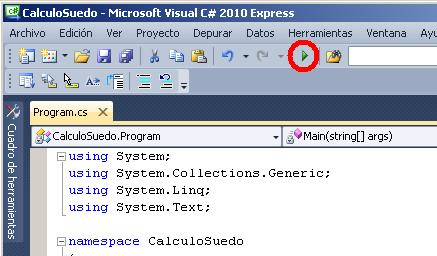 C#
CalculoSuedo - Microsoft Visual C# 2010 Express
Archivo Edición Ver Proyecto Depurar Datos Herramientas Ventana Ayu
Program.cs
CalculoSuedo.Program Main(string[] args)
Cuadro de herramientas
using System;
using System.Collections.Generic;
using System.Linq;
using System.Text;
namespace CalculoSuedo